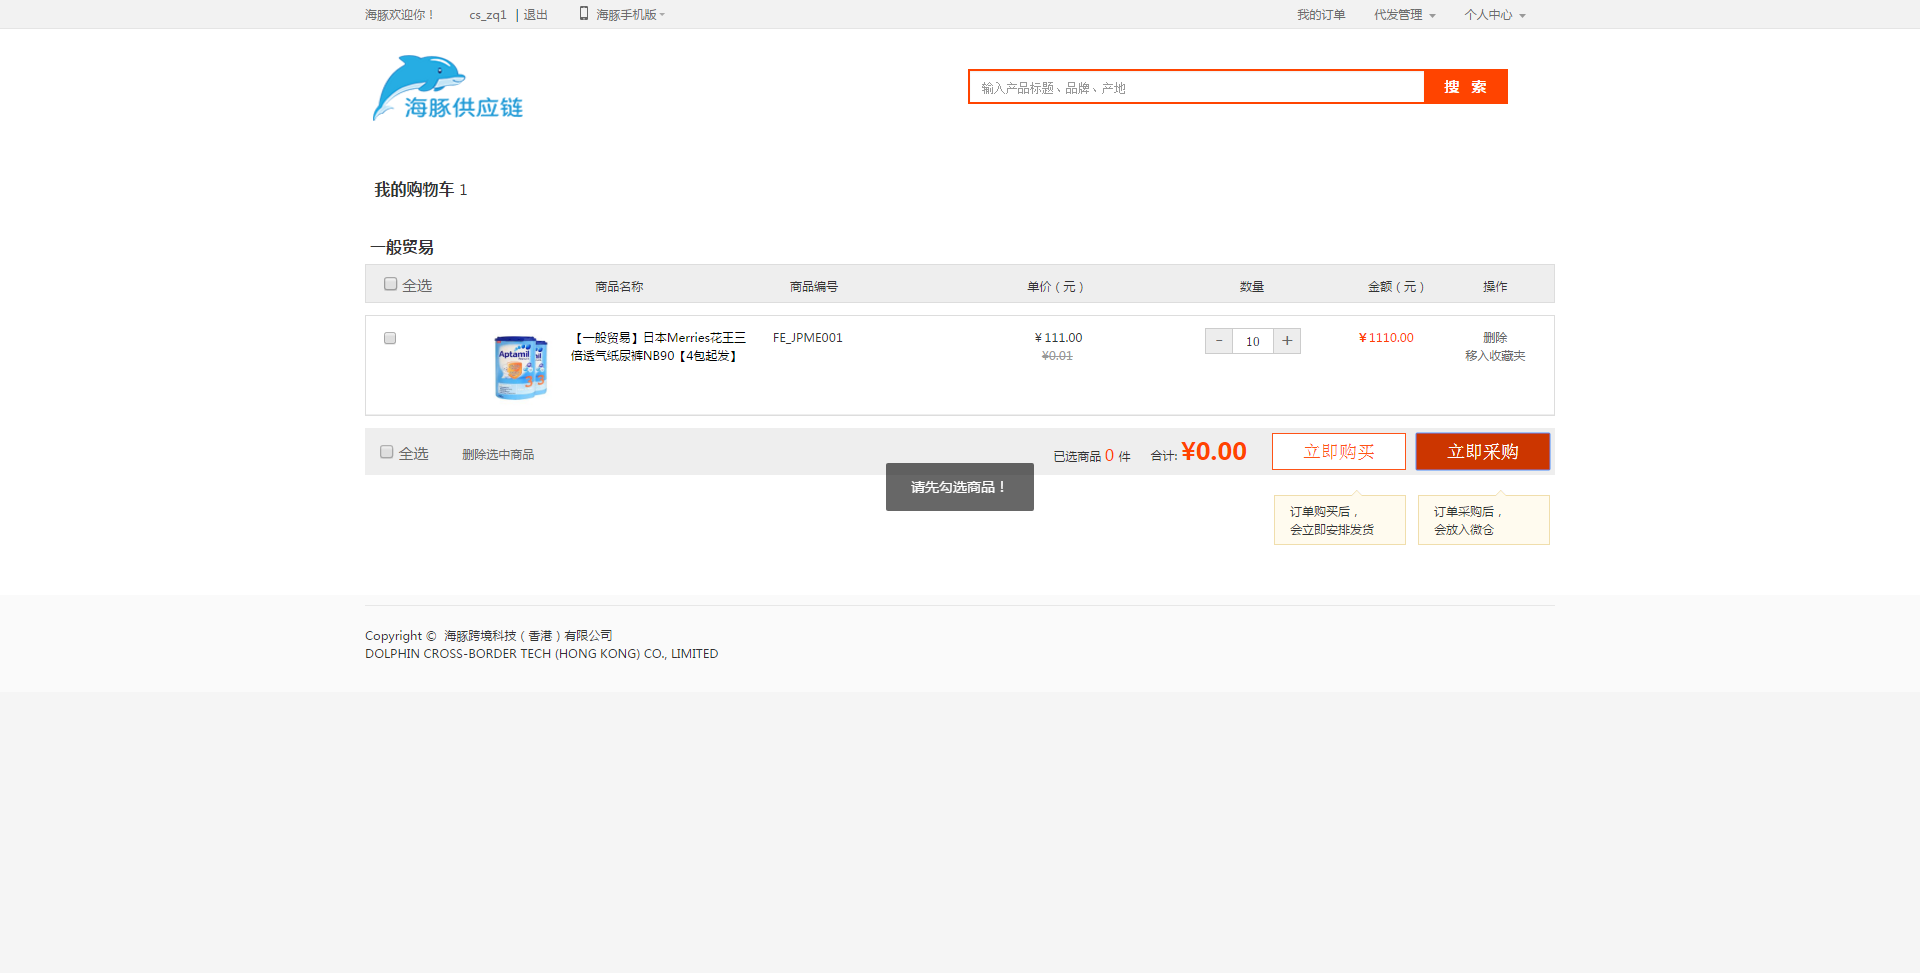 海豚欢迎你！ cs_zq1 | 退出 海豚手机版 我的订单 代发管理 个人中心
海豚供应链
输入产品标题、品牌、产地 搜 索
我的购物车 1
一般贸易
全选 商品名称 商品编号 单价（元） 数量 金额（元） 操作
【一般贸易】日本Merries花王三 FE_JPME001 ¥111.00 - 10 + ¥1110.00 删除
倍透气纸尿裤NB90【4包起发】 ¥0.01 移入收藏夹
Aptamil
3 3
全选 删除选中商品 已选商品 0 件 合计: ¥0.00 立即购买 立即采购
请先勾选商品！
订单购买后，
会立即安排发货
订单采购后，
会放入微仓
Copyright © 海豚跨境科技（香港）有限公司
DOLPHIN CROSS-BORDER TECH (HONG KONG) CO., LIMITED